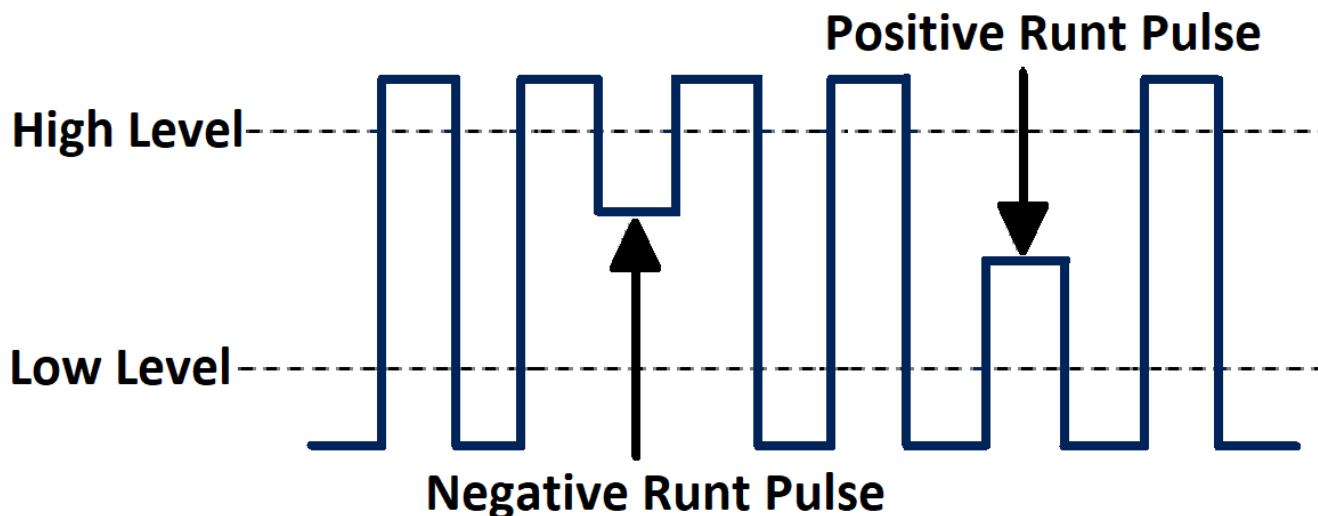 Positive Runt Pulse
High Level
Low Level
Negative Runt Pulse